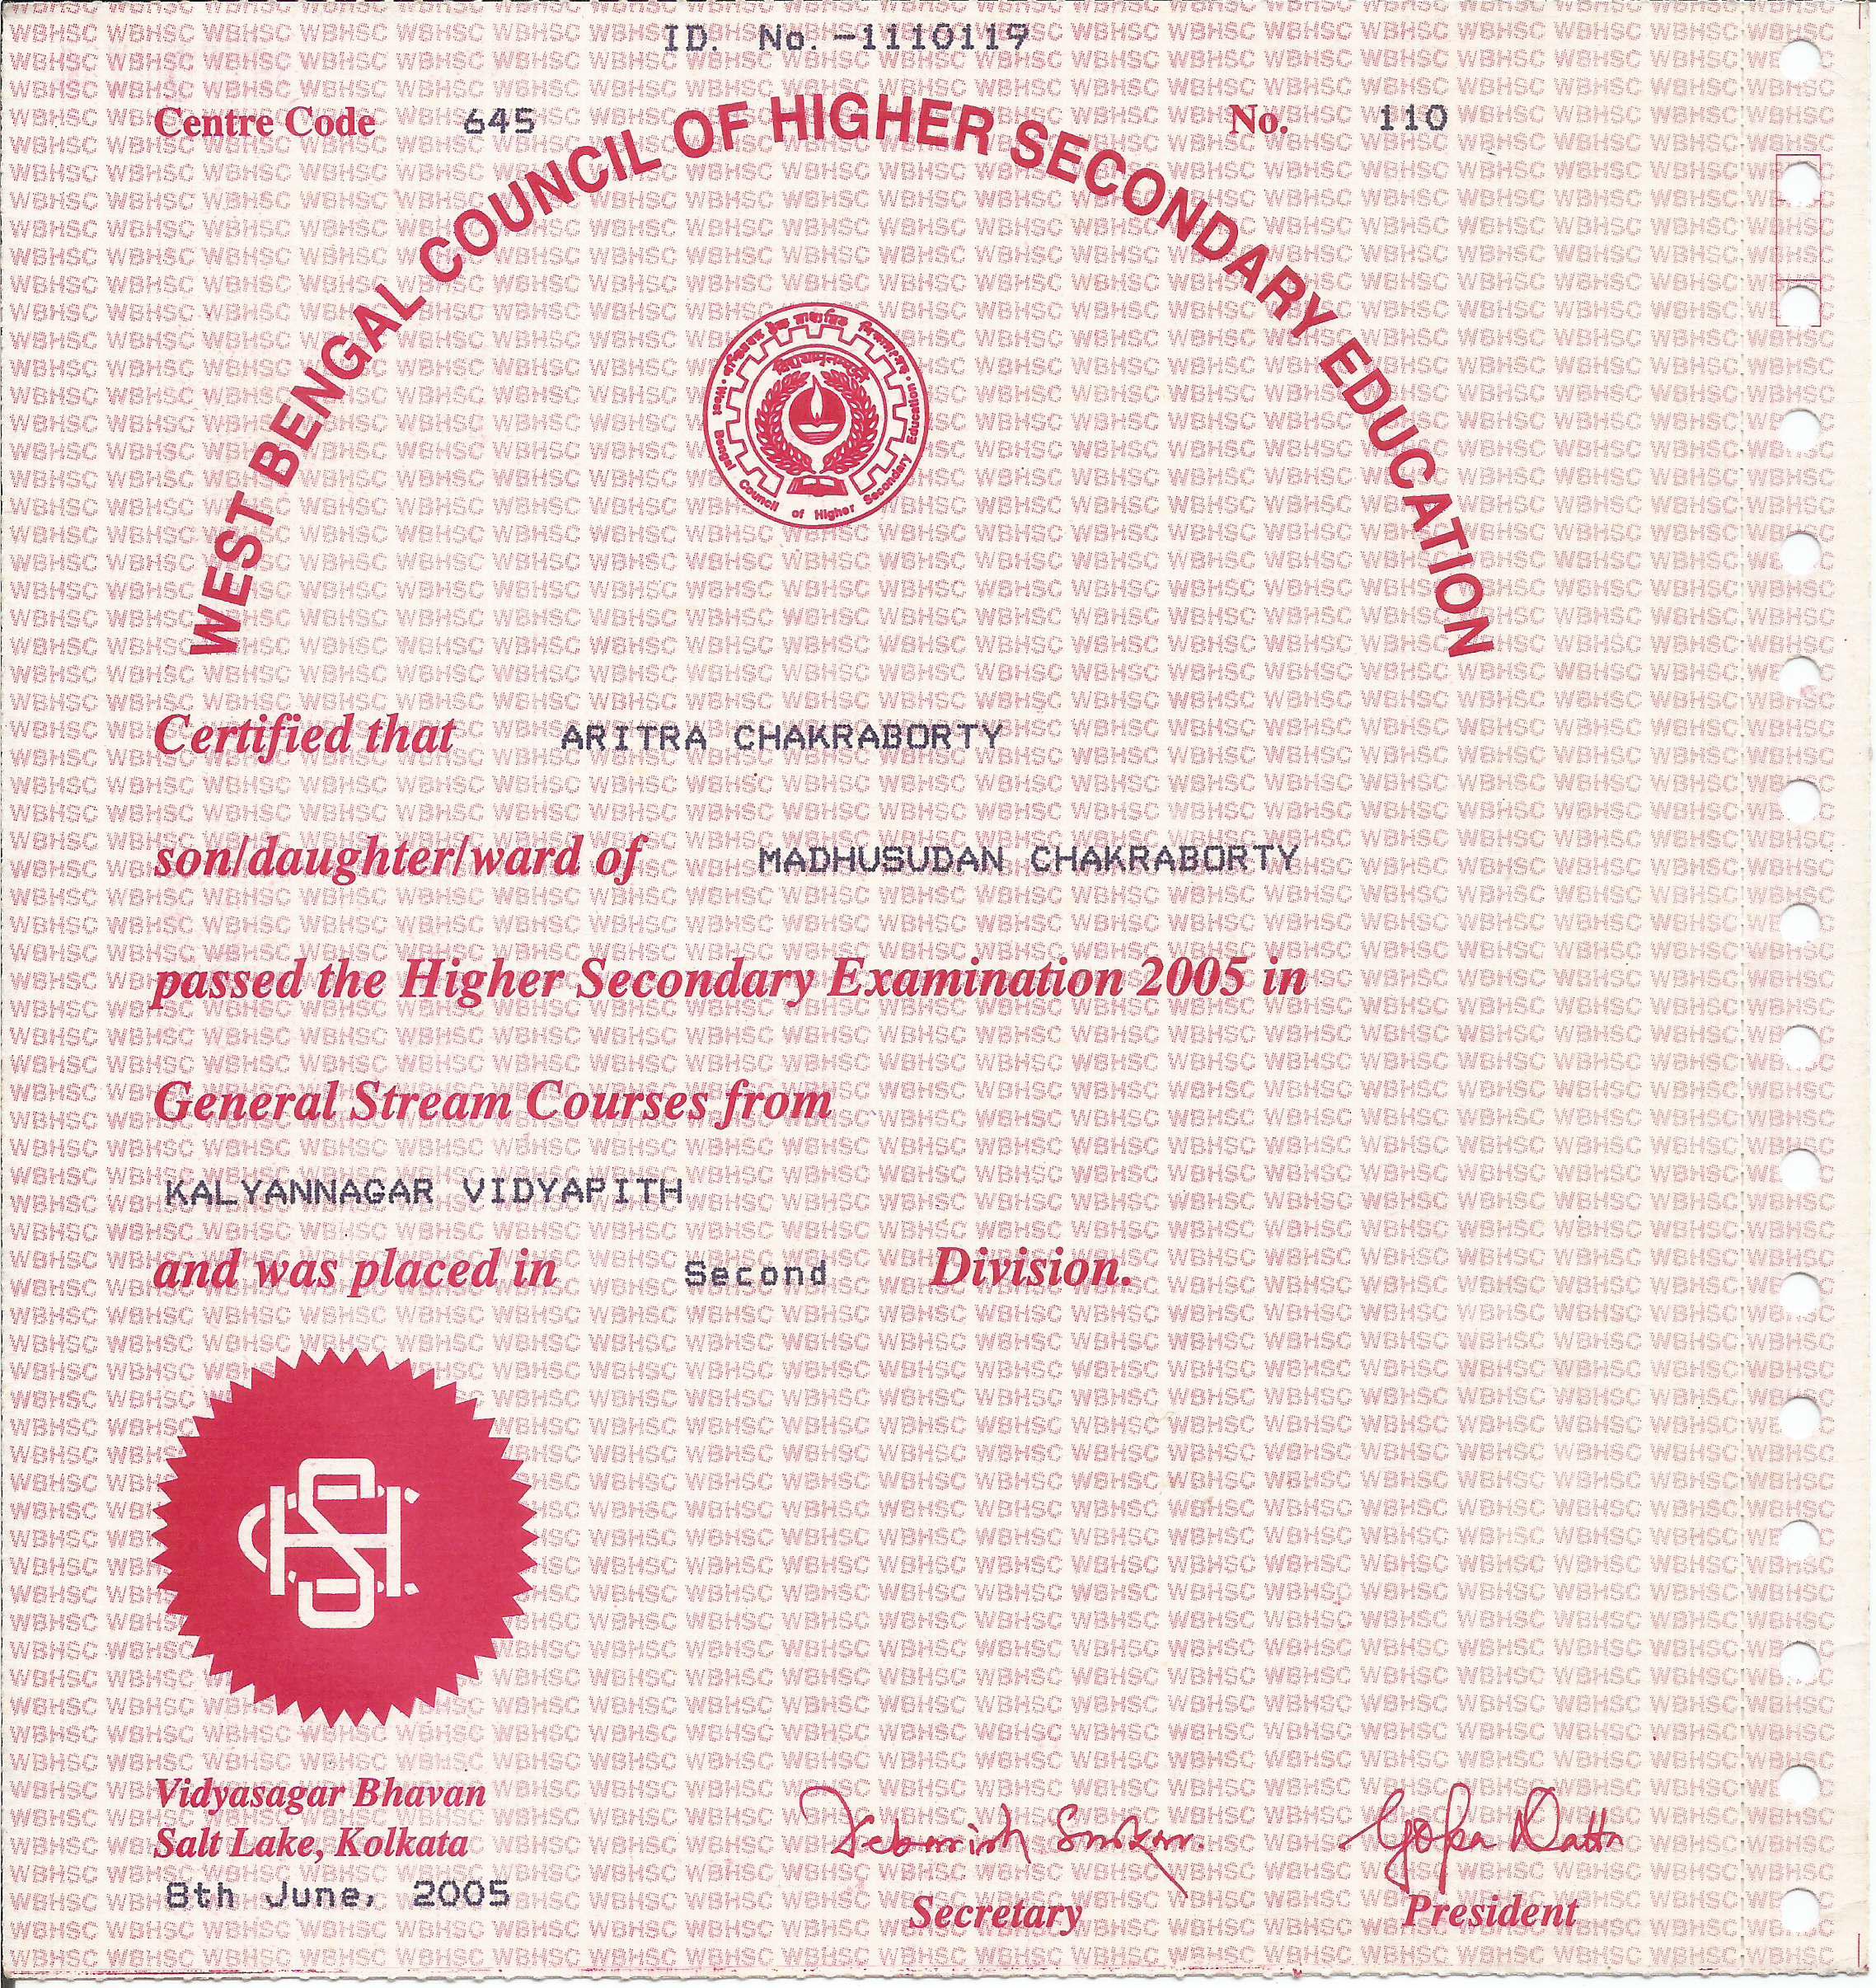 ID. No.-1110119
Centre Code 645 No. 110
WEST BENGAL COUNCIL OF HIGHER SECONDARY EDUCATION
West Bengal Council of Higher Secondary Education
Certified that ARITRA CHAKRABORTY
son/daughter/ward of MADHUSUDAN CHAKRABORTY
passed the Higher Secondary Examination 2005 in
General Stream Courses from
KALYANNAGAR VIDYAPITH
and was placed in Second Division.
Vidyasagar Bhavan
Salt Lake, Kolkata
8th June, 2005
Gopa Datta
Secretary President